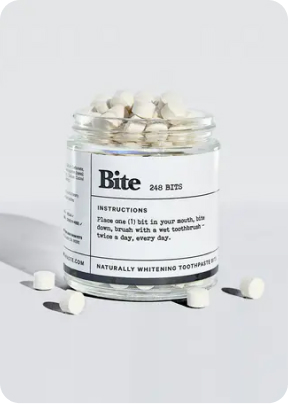 Bite 248 BITS
INSTRUCTIONS
Place one (1) bit in your mouth, bite
down, brush with a wet toothbrush –
twice a day, every day.
.COM
NATURALLY WHITENING TOOTHPASTE BITS